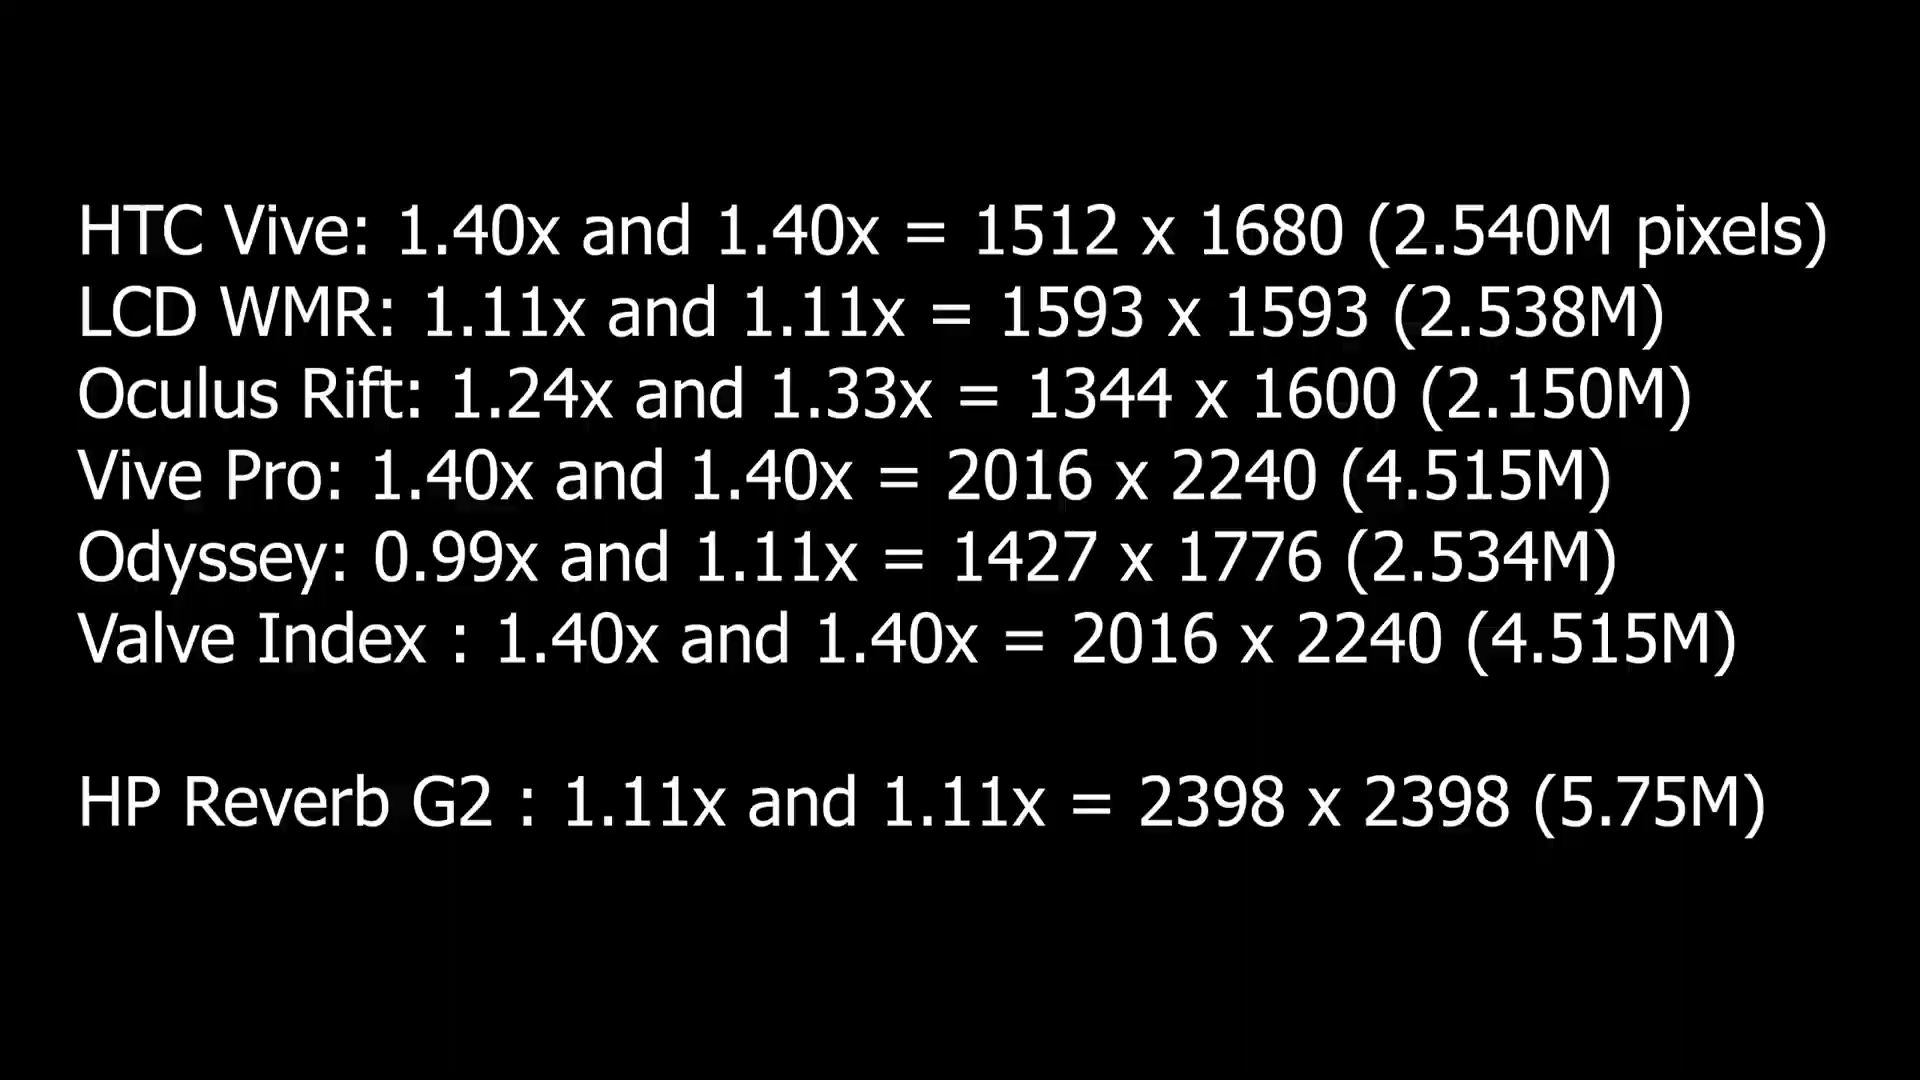 HTC Vive: 1.40x and 1.40x = 1512 x 1680 (2.540M pixels)
LCD WMR: 1.11x and 1.11x = 1593 x 1593 (2.538M)
Oculus Rift: 1.24x and 1.33x = 1344 x 1600 (2.150M)
Vive Pro: 1.40x and 1.40x = 2016 x 2240 (4.515M)
Odyssey: 0.99x and 1.11x = 1427 x 1776 (2.534M)
Valve Index : 1.40x and 1.40x = 2016 x 2240 (4.515M)
HP Reverb G2 : 1.11x and 1.11x = 2398 x 2398 (5.75M)